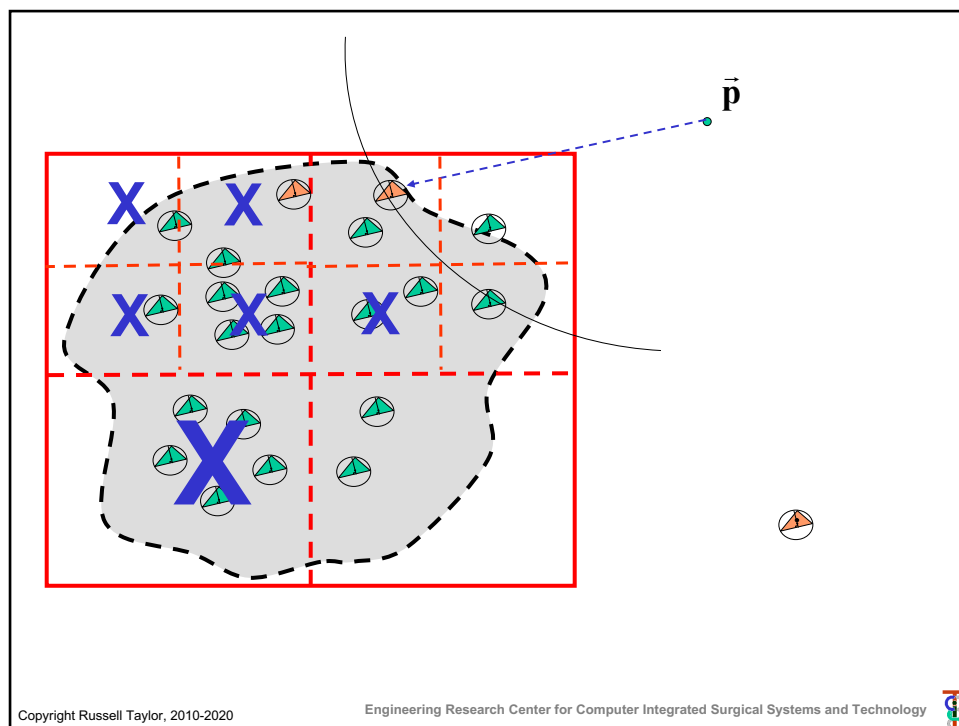 p
X X
X X X
X
Copyright Russell Taylor, 2010-2020
Engineering Research Center for Computer Integrated Surgical Systems and Technology